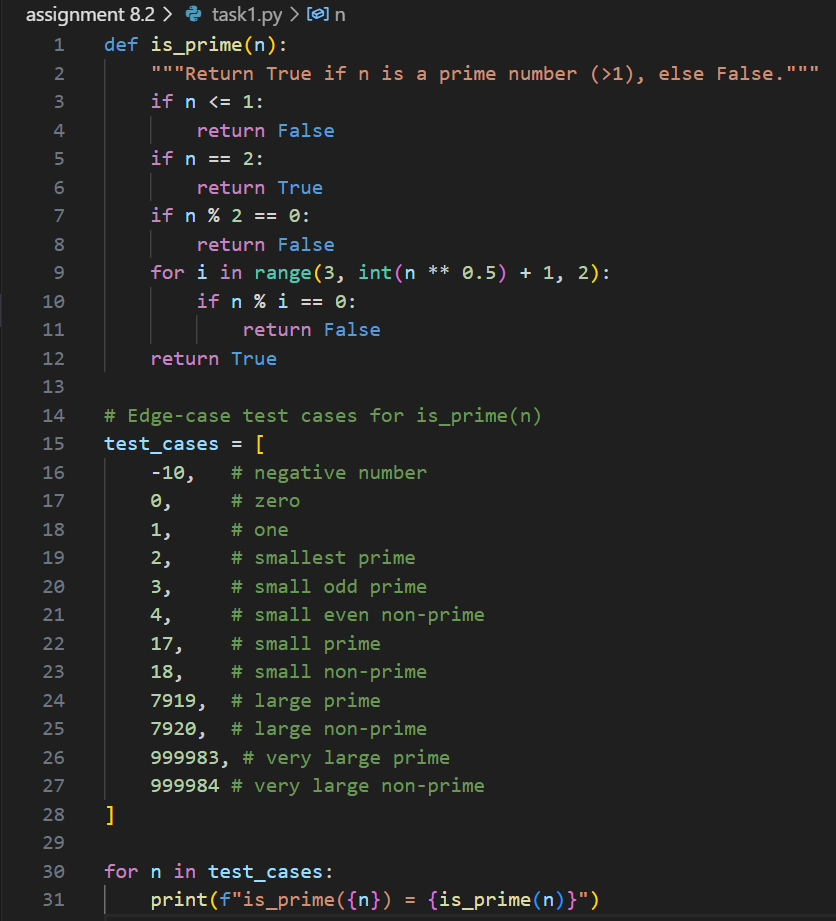 assignment 8.2 > task1.py > n
1 def is_prime(n):
2     """Return True if n is a prime number (>1), else False."""
3     if n <= 1:
4         return False
5     if n == 2:
6         return True
7     if n % 2 == 0:
8         return False
9     for i in range(3, int(n ** 0.5) + 1, 2):
10         if n % i == 0:
11             return False
12     return True
13
14 # Edge-case test cases for is_prime(n)
15 test_cases = [
16     -10,   # negative number
17     0,     # zero
18     1,     # one
19     2,     # smallest prime
20     3,     # small odd prime
21     4,     # small even non-prime
22     17,    # small prime
23     18,    # small non-prime
24     7919,  # large prime
25     7920,  # large non-prime
26     999983, # very large prime
27     999984 # very large non-prime
28 ]
29
30 for n in test_cases:
31     print(f"is_prime({n}) = {is_prime(n)}")